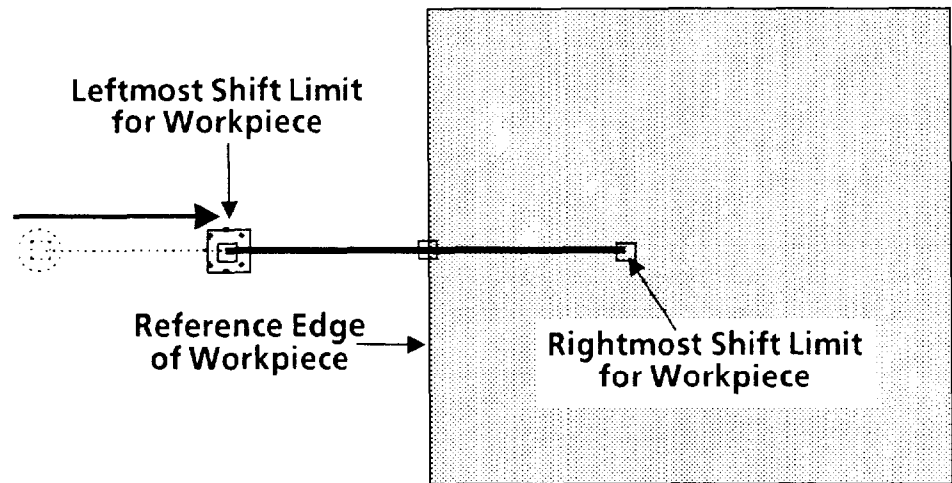 Leftmost Shift Limit
for Workpiece
Reference Edge
of Workpiece
Rightmost Shift Limit
for Workpiece